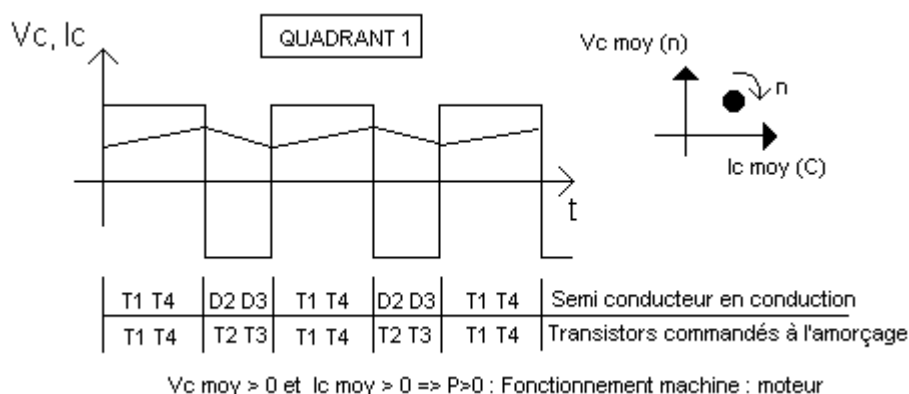 Vc, Ic
QUADRANT 1
Vc moy (n)
n
Ic moy (C)
t
T1 T4 D2 D3 T1 T4 D2 D3 T1 T4 Semi conducteur en conduction
T1 T4 T2 T3 T1 T4 T2 T3 T1 T4 Transistors commandés à l'amorçage
Vc moy > 0 et Ic moy > 0 => P>0 : Fonctionnement machine : moteur